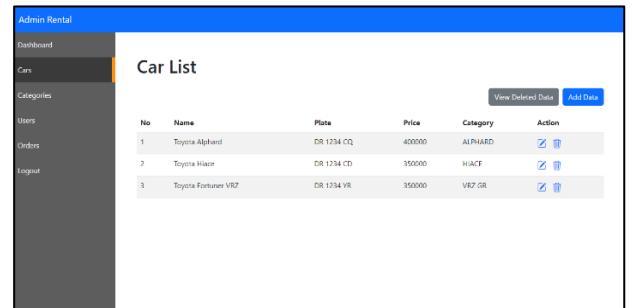 Admin Rental
Dashboard
Cars
Categories
Users
Orders
Logout
Car List
View Deleted Data Add Data
No Name Plate Price Category Action
1 Toyota Alphard DR 1234 CQ 400000 ALPHARD
2 Toyota Hiace DR 1234 CD 350000 HIACE
3 Toyota Fortuner VRZ DR 1234 YR 350000 VRZ GR